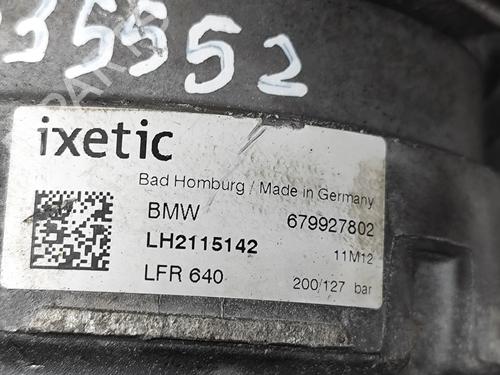 35552
ixetic
Bad Homburg / Made in Germany
BMW 679927802
LH2115142 11M12
LFR 640 200/127 bar